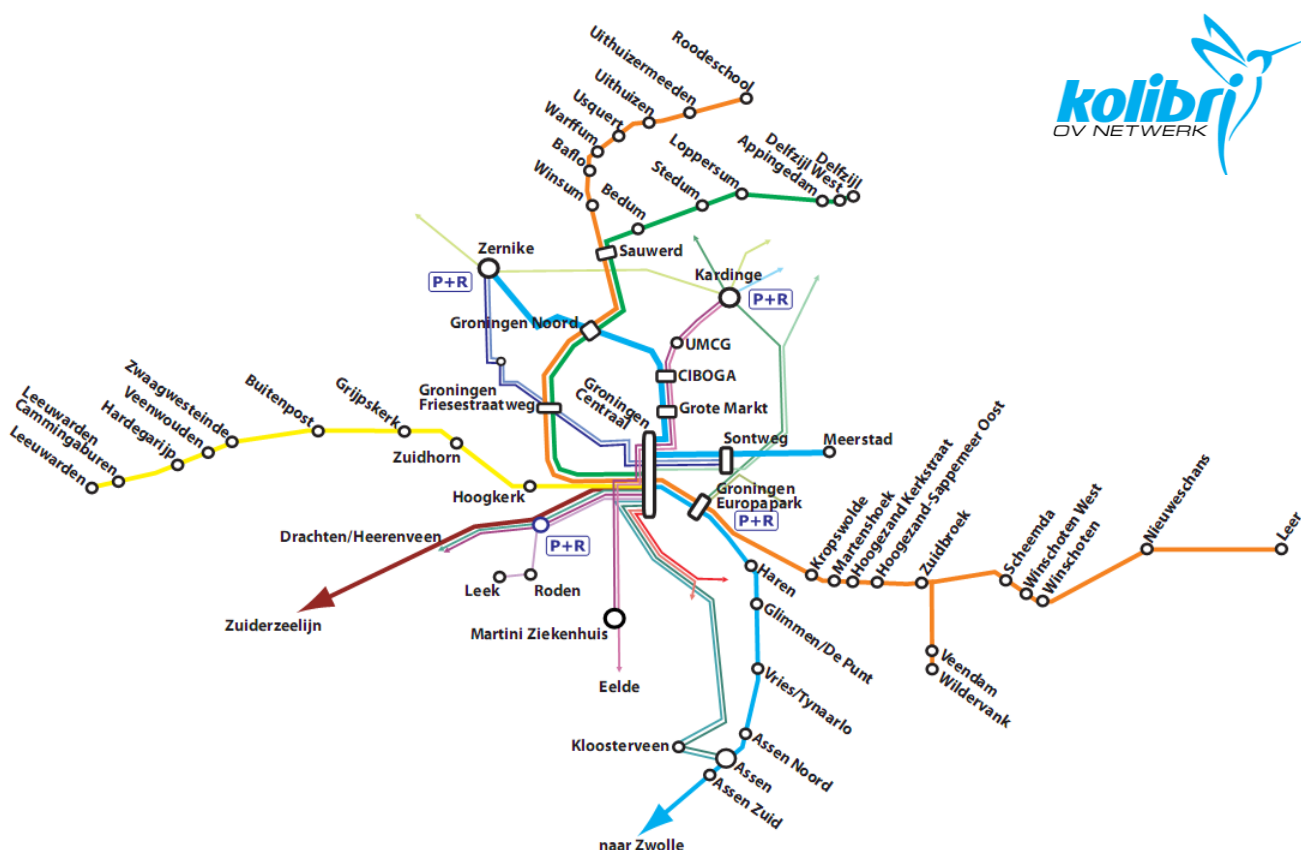 kolibri
OV NETWERK
Roodeschool
Uithuizermeeden
Uithuizen
Usquert
Warffum
Baflo
Winsum
Bedum
Stedum
Loppersum
Appingedam
Delfzijl West
Delfzijl
Sauwerd
Zernike
P+R
Kardinge
P+R
Groningen Noord
UMCG
CIBOGA
Grote Markt
Groningen
Friesestraatweg
Groningen
Centraal
Sontweg
Meerstad
Leeuwarden
Leeuwarden
Cammingaburen
Hardegarijp
Veenwouden
Zwaagwesteinde
Buitenpost
Grijpskerk
Zuidhorn
Hoogkerk
Groningen
Europapark
P+R
Drachten/Heerenveen
P+R
Leek
Roden
Zuiderzeelijn
Martini Ziekenhuis
Eelde
Kropswolde
Martenshoek
Hoogezand Kerkstraat
Hoogezand-Sappemeer Oost
Zuidbroek
Scheemda
Winschoten West
Winschoten
Nieuweschans
Leer
Veendam
Wildervank
Haren
Glimmen/De Punt
Vries/Tynaarlo
Assen Noord
Kloosterveen
Assen
Assen Zuid
naar Zwolle